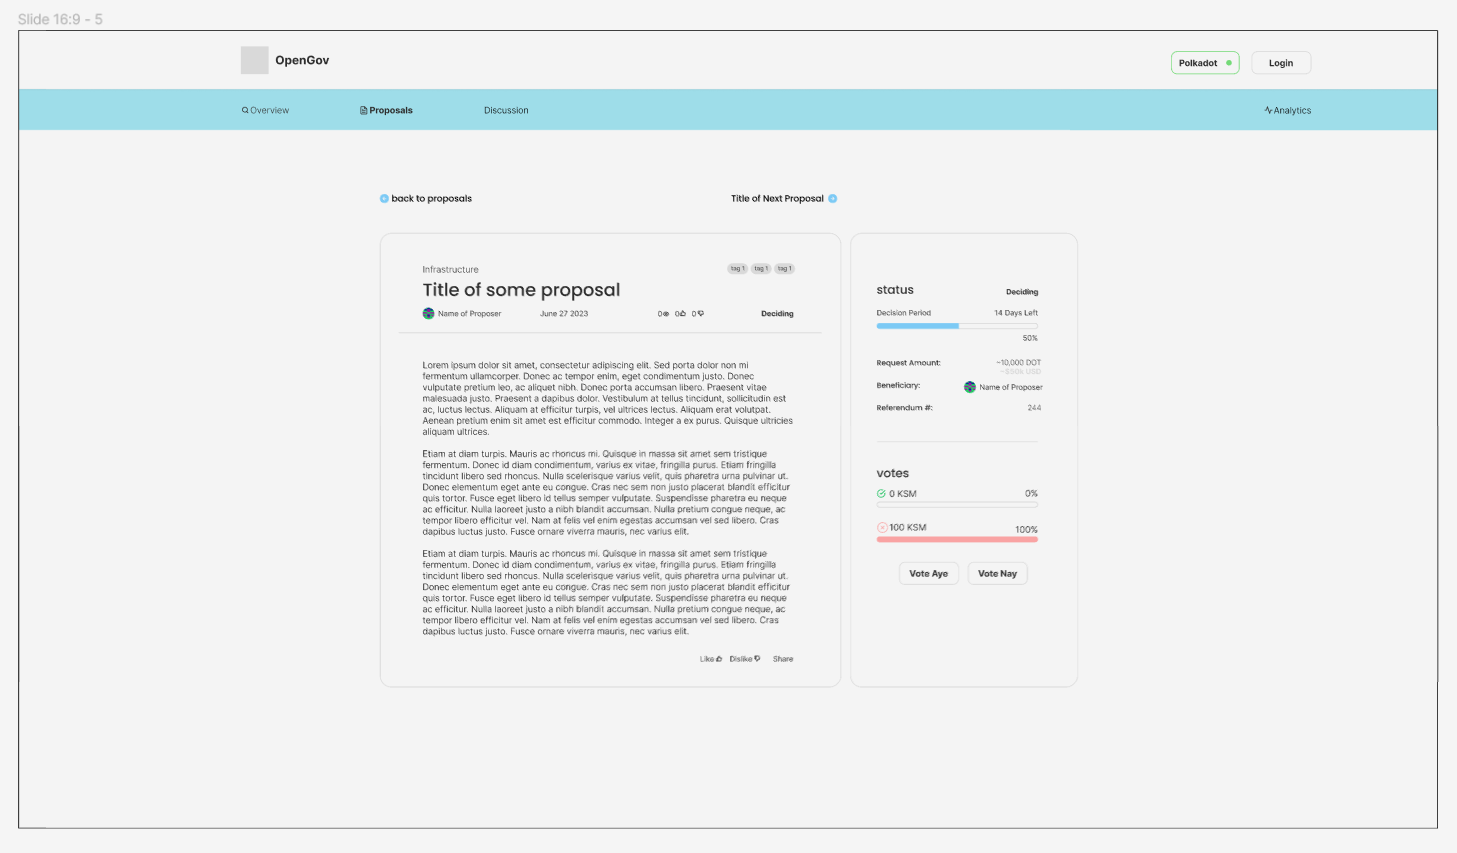 Slide 16:9 - 5
OpenGov
Polkadot
Login
Overview
Proposals
Discussion
Analytics
back to proposals
Title of Next Proposal
Infrastructure
tag 1 tag 1 tag 1
Title of some proposal
Name of Proposer June 27 2023 0 0 0 Deciding
Lorem ipsum dolor sit amet, consectetur adipiscing elit. Sed porta dolor non mi
fermentum ullamcorper. Donec ac tempor enim, eget condimentum justo. Donec
vulputate pretium leo, ac aliquet nibh. Donec porta accumsan libero. Praesent vitae
malesuada justo. Praesent a dapibus dolor. Vestibulum at tellus tincidunt, sollicitudin est
ac, luctus lectus. Aliquam at efficitur turpis, vel ultrices lectus. Aliquam erat volutpat.
Aenean pretium enim sit amet est efficitur commodo. Integer a ex purus. Quisque ultricies
aliquam ultrices.
Etiam at diam turpis. Mauris ac rhoncus mi. Quisque in massa sit amet sem tristique
fermentum. Donec id diam condimentum, varius ex vitae, fringilla purus. Etiam fringilla
tincidunt libero sed rhoncus. Nulla scelerisque varius velit, quis pharetra urna pulvinar ut.
Donec elementum eget ante eu congue. Cras nec sem non justo placerat blandit efficitur
quis tortor. Fusce eget libero id tellus semper vulputate. Suspendisse pharetra eu neque
ac efficitur. Nulla laoreet justo a nibh blandit accumsan. Nulla pretium congue neque, ac
tempor libero efficitur vel. Nam at felis vel enim egestas accumsan vel sed libero. Cras
dapibus luctus justo. Fusce ornare viverra mauris, nec varius elit.
Etiam at diam turpis. Mauris ac rhoncus mi. Quisque in massa sit amet sem tristique
fermentum. Donec id diam condimentum, varius ex vitae, fringilla purus. Etiam fringilla
tincidunt libero sed rhoncus. Nulla scelerisque varius velit, quis pharetra urna pulvinar ut.
Donec elementum eget ante eu congue. Cras nec sem non justo placerat blandit efficitur
quis tortor. Fusce eget libero id tellus semper vulputate. Suspendisse pharetra eu neque
ac efficitur. Nulla laoreet justo a nibh blandit accumsan. Nulla pretium congue neque, ac
tempor libero efficitur vel. Nam at felis vel enim egestas accumsan vel sed libero. Cras
dapibus luctus justo. Fusce ornare viverra mauris, nec varius elit.
Like Dislike Share
status Deciding
Decision Period 14 Days Left
50%
Request Amount: ~10,000 DOT
USD
Beneficiary: Name of Proposer
Referendum #: 244
votes
0 KSM 0%
100 KSM 100%
Vote Aye Vote Nay